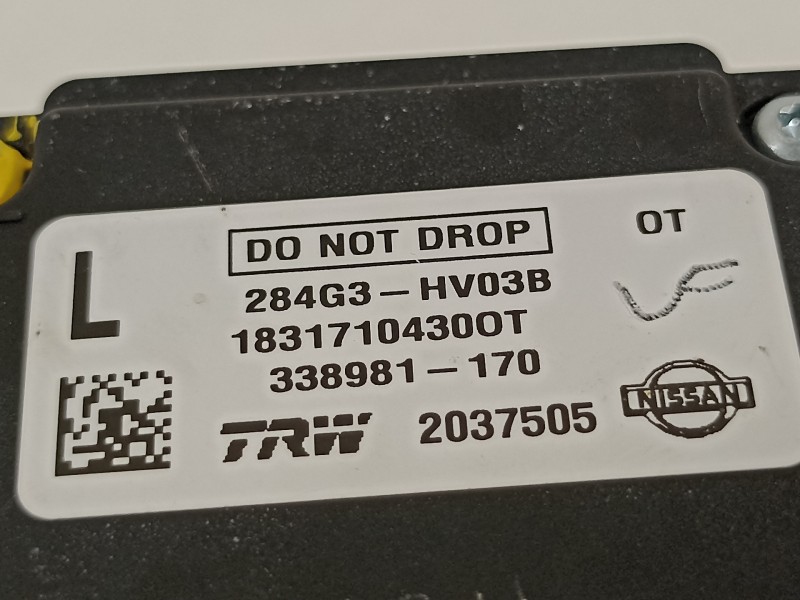 DO NOT DROP
OT
L
284G3-HV03B
18317104300T
338981-170
TRW 2037505
NISSAN